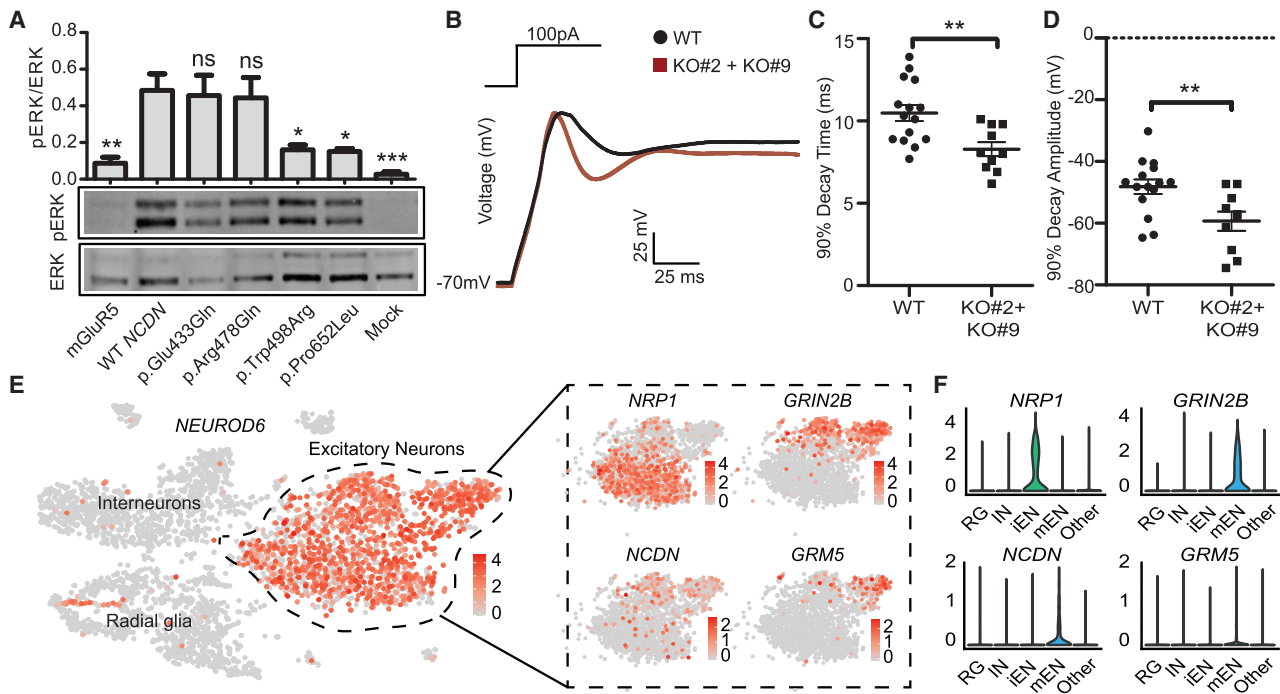 A
pERK/ERK
0.8
0.6
0.4
0.2
0.0
**
ns
ns
*
*
***
pERK
ERK
mGluR5
WT NCDN
p.Glu433Gln
p.Arg478Gln
p.Trp498Arg
p.Pro652Leu
Mock
B
100pA
WT
KO#2 + KO#9
Voltage (mV)
-70mV
25 mV
25 ms
C
90% Decay Time (ms)
15
10
5
0
**
WT
KO#2+
KO#9
D
90% Decay Amplitude (mV)
0
-20
-40
-60
-80
**
WT
KO#2+
KO#9
E
NEUROD6
Excitatory Neurons
Interneurons
Radial glia
4
2
0
NRP1
4
2
0
GRIN2B
4
2
0
NCDN
2
1
0
GRM5
2
1
0
F
NRP1
4
2
0
RG IN iEN mEN Other
GRIN2B
4
2
0
RG IN iEN mEN Other
NCDN
2
1
0
RG IN iEN mEN Other
GRM5
2
1
0
RG IN iEN mEN Other